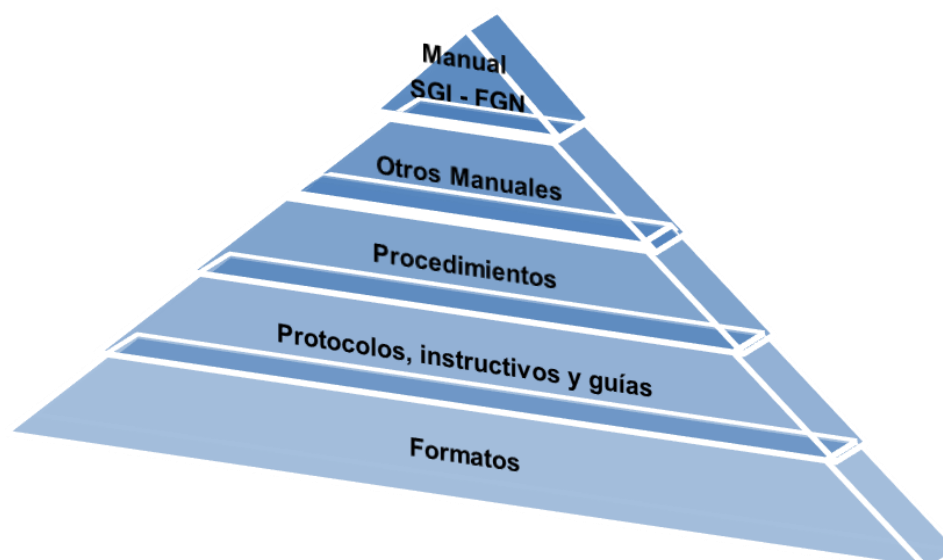 Manual
SGI - FGN
Otros Manuales
Procedimientos
Protocolos, instructivos y guías
Formatos